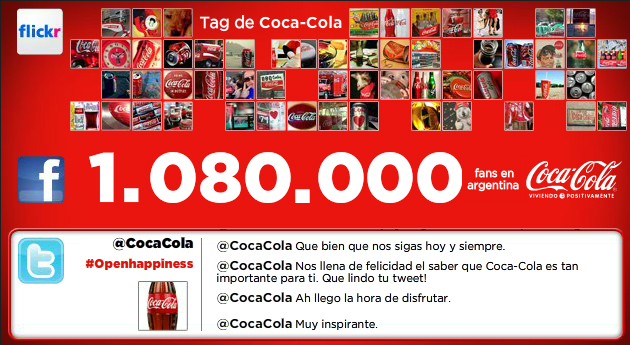 flickr
Tag de Coca-Cola
f
1.080.000
fans en
argentina
Coca-Cola
VIVIENDO POSITIVAMENTE
t
@CocaCola
#Openhappiness
Coca-Cola
@CocaCola Que bien que nos sigas hoy y siempre.
@CocaCola Nos llena de felicidad el saber que Coca-Cola es tan
importante para ti. Que lindo tu tweet!
@CocaCola Ah llego la hora de disfrutar.
@CocaCola Muy inspirante.